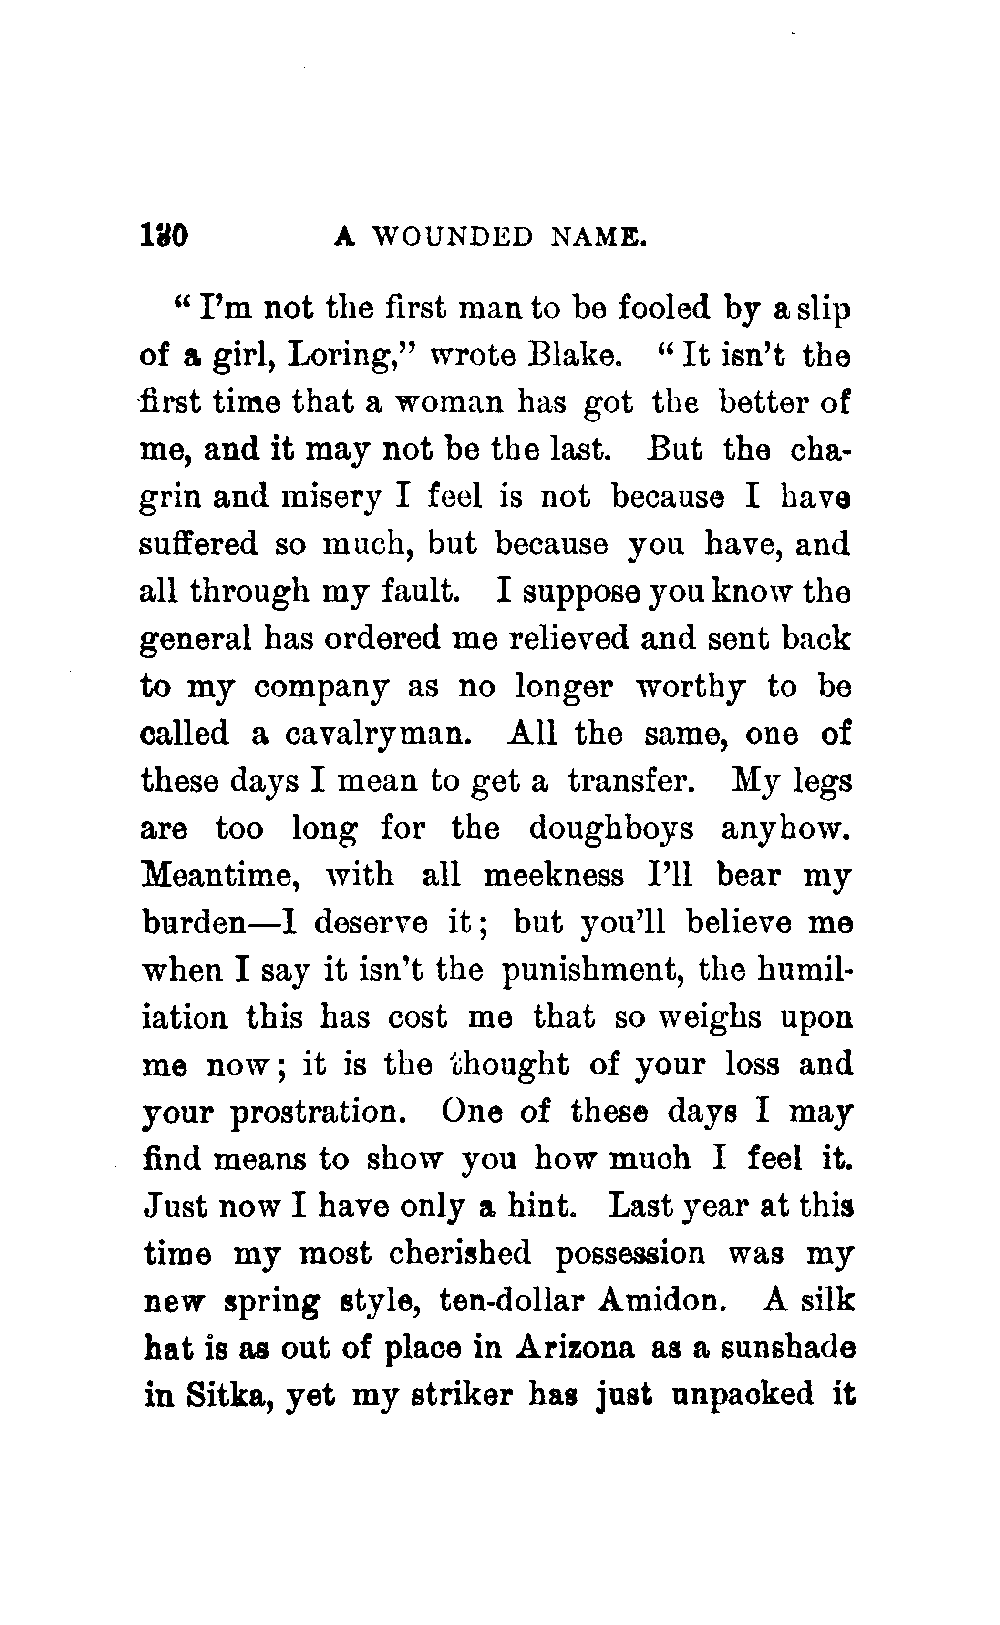 A WOUNDED NAME.
“ I’m not the first man to be fooled by a slip
of a girl, Loring,” wrote Blake. “ It isn’t the
first time that a woman has got the better of
me, and it may not be the last. But the cha-
grin and misery I feel is not because I have
suffered so much, but because you have, and
all through my fault. I suppose you know the
general has ordered me relieved and sent back
to my company as no longer worthy to be
called a cavalryman. All the same, one of
these days I mean to get a transfer. My legs
are too long for the doughboys anyhow.
Meantime, with all meekness I’ll bear my
burden—I deserve it ; but you’ll believe me
when I say it isn’t the punishment, the humil-
iation this has cost me that so weighs upon
me now ; it is the thought of your loss and
your prostration. One of these days I may
find means to show you how much I feel it.
Just now I have only a hint. Last year at this
time my most cherished possession was my
new spring style, ten-dollar Amidon. A silk
hat is as out of place in Arizona as a sunshade
in Sitka, yet my striker has just unpacked it